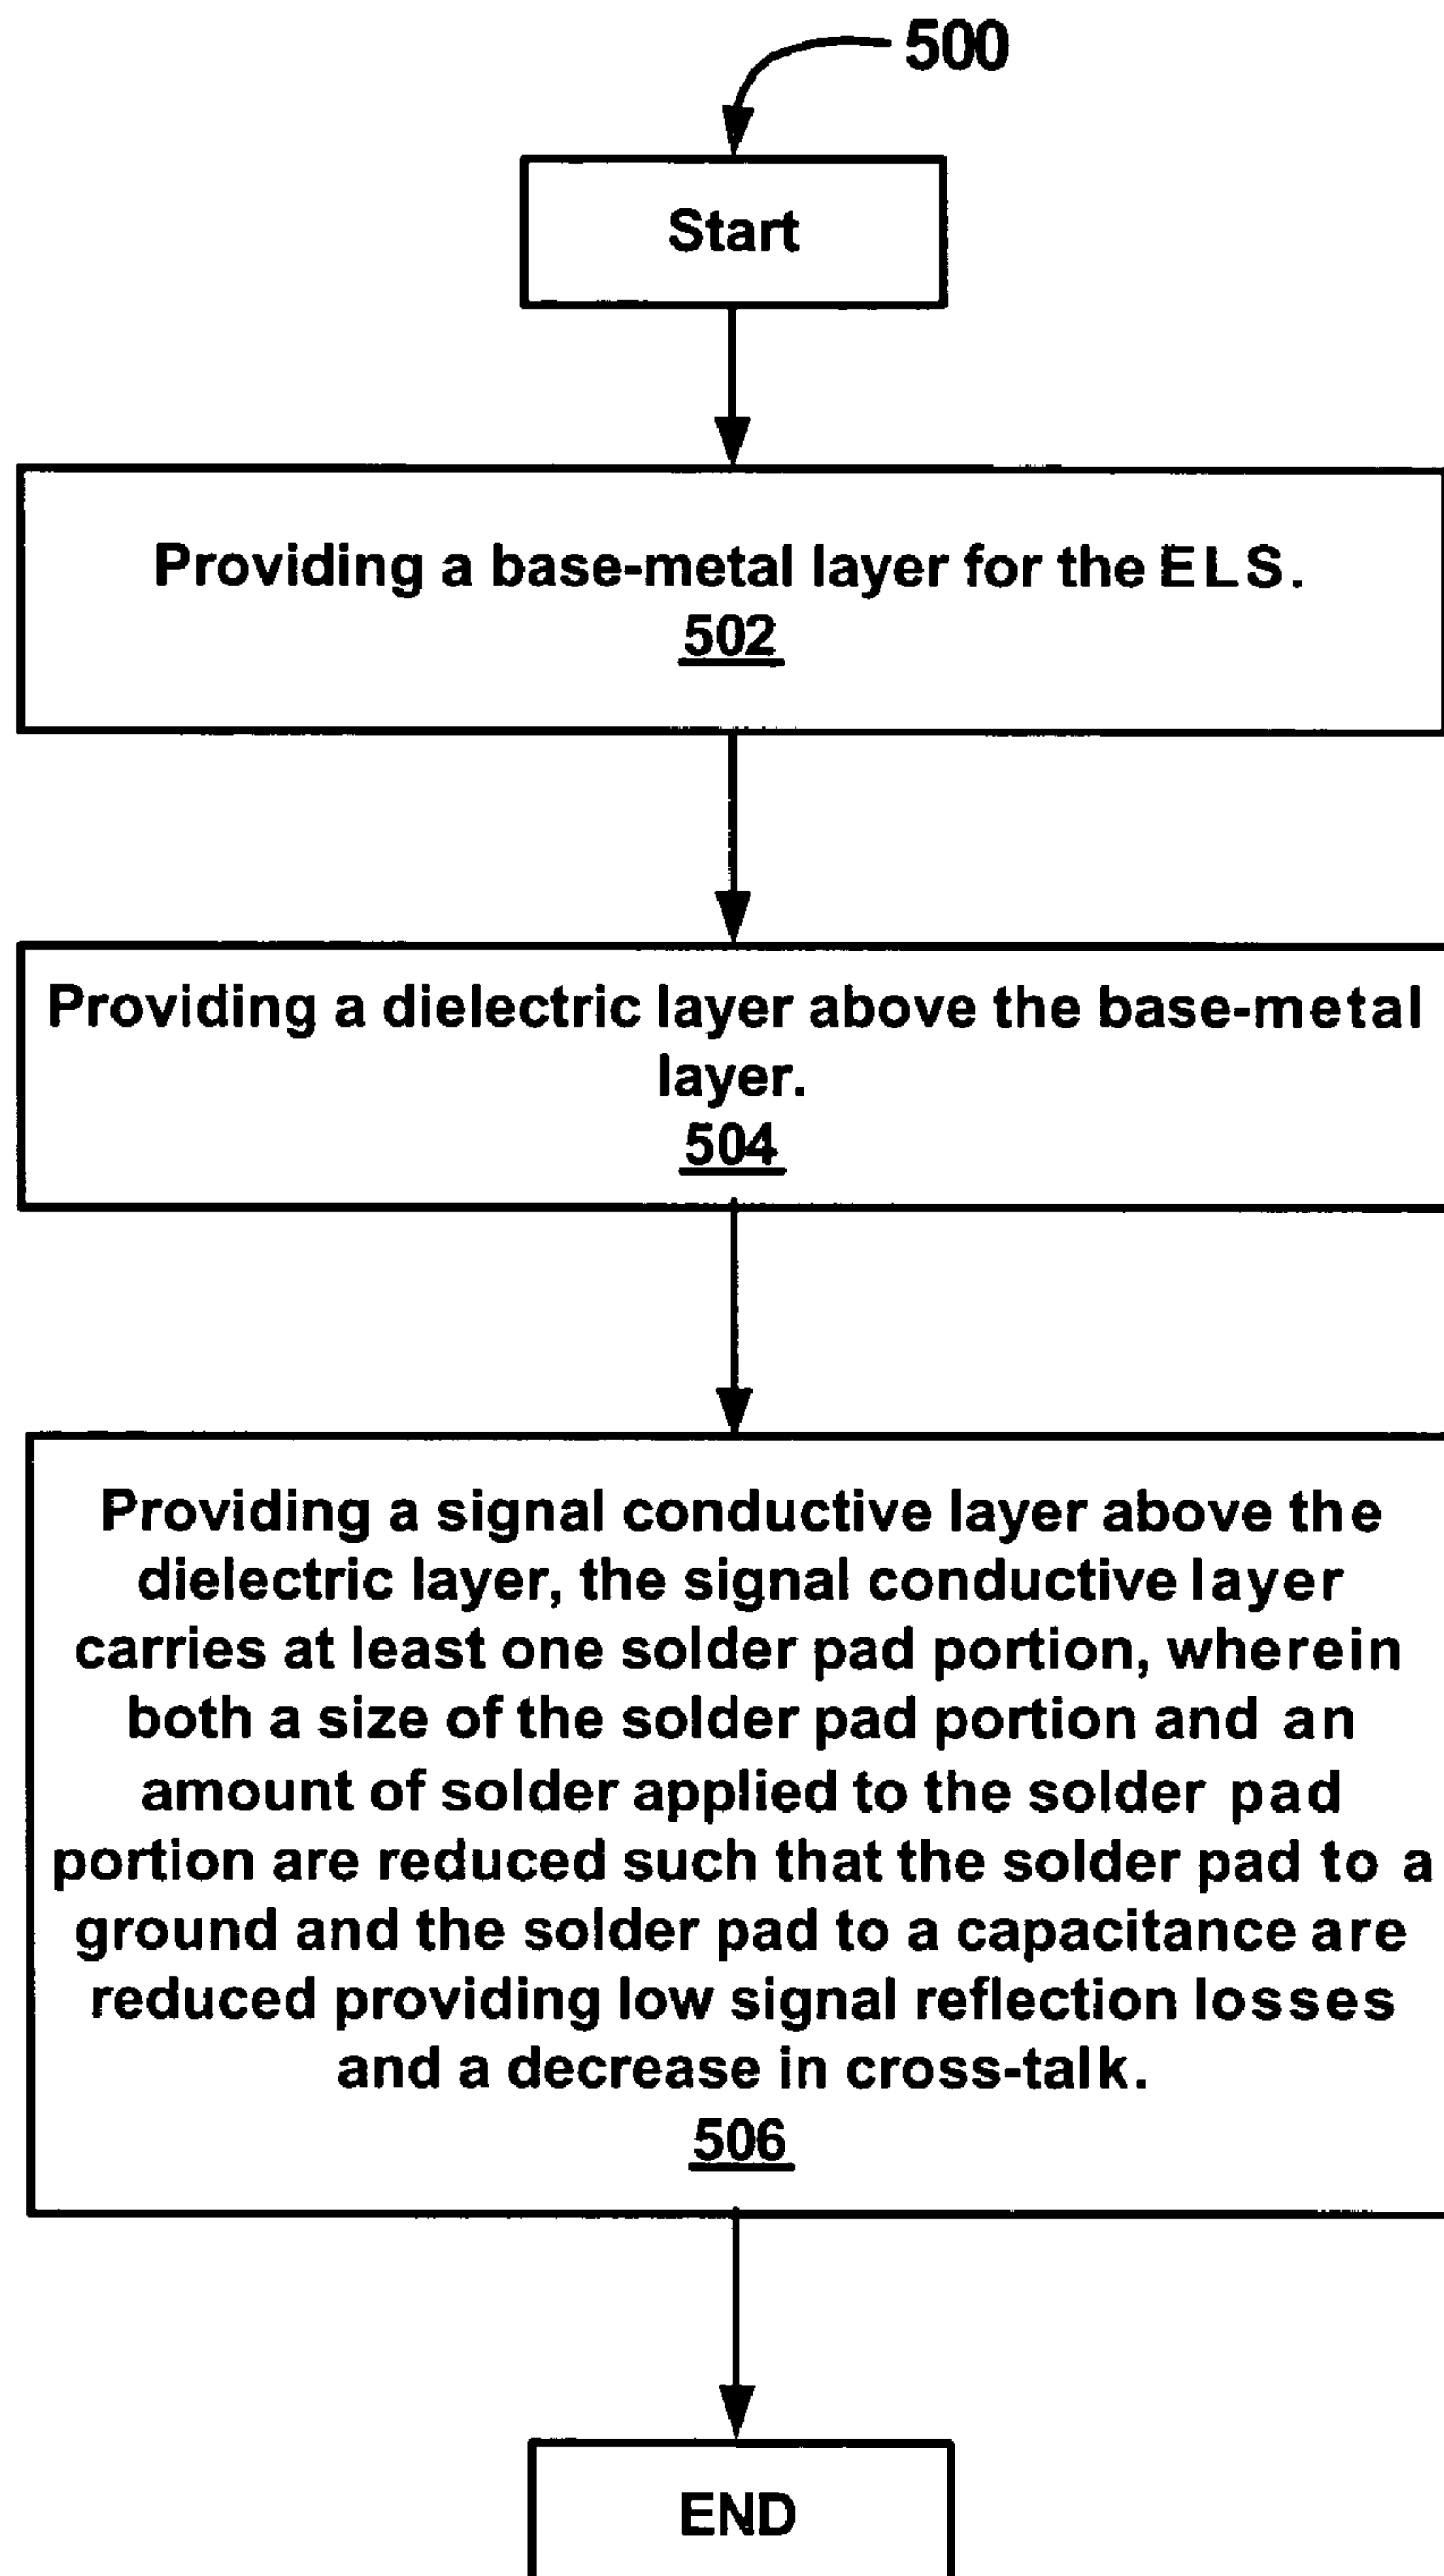 500
Start
Providing a base-metal layer for the ELS.
502
Providing a dielectric layer above the base-metal
layer.
504
Providing a signal conductive layer above the
dielectric layer, the signal conductive layer
carries at least one solder pad portion, wherein
both a size of the solder pad portion and an
amount of solder applied to the solder pad
portion are reduced such that the solder pad to a
ground and the solder pad to a capacitance are
reduced providing low signal reflection losses
and a decrease in cross-talk.
506
END